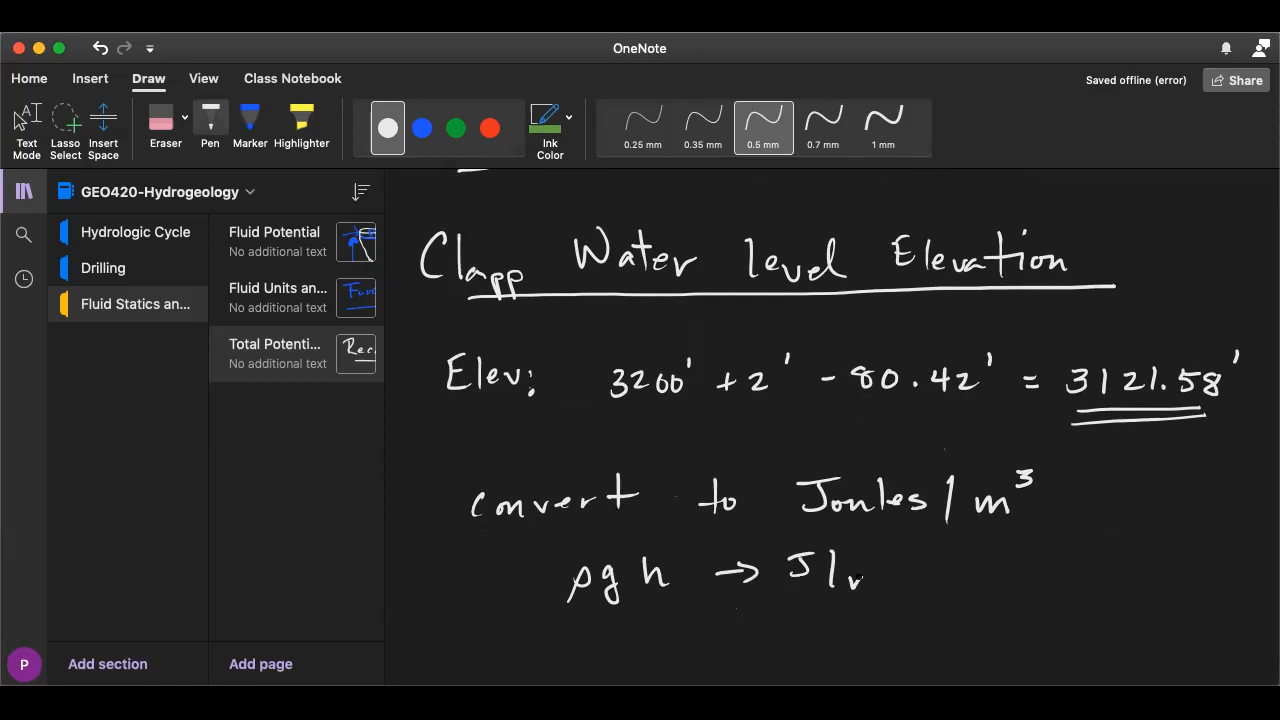 OneNote
Home Insert Draw View Class Notebook
Saved offline (error) Share
Text Mode Lasso Select Insert Space Eraser Pen Marker Highlighter Ink Color 0.25 mm 0.35 mm 0.5 mm 0.7 mm 1 mm
GEO420-Hydrogeology
Hydrologic Cycle
Drilling
Fluid Statics an...
Fluid Potential
No additional text
Fluid Units an...
No additional text
Total Potenti...
No additional text
Rec
Clapp Water level Elevation
Elev: 3200' + 2' - 80.42' = 3121.58'
convert to Joules/m³
ρgh → J/
P
Add section
Add page